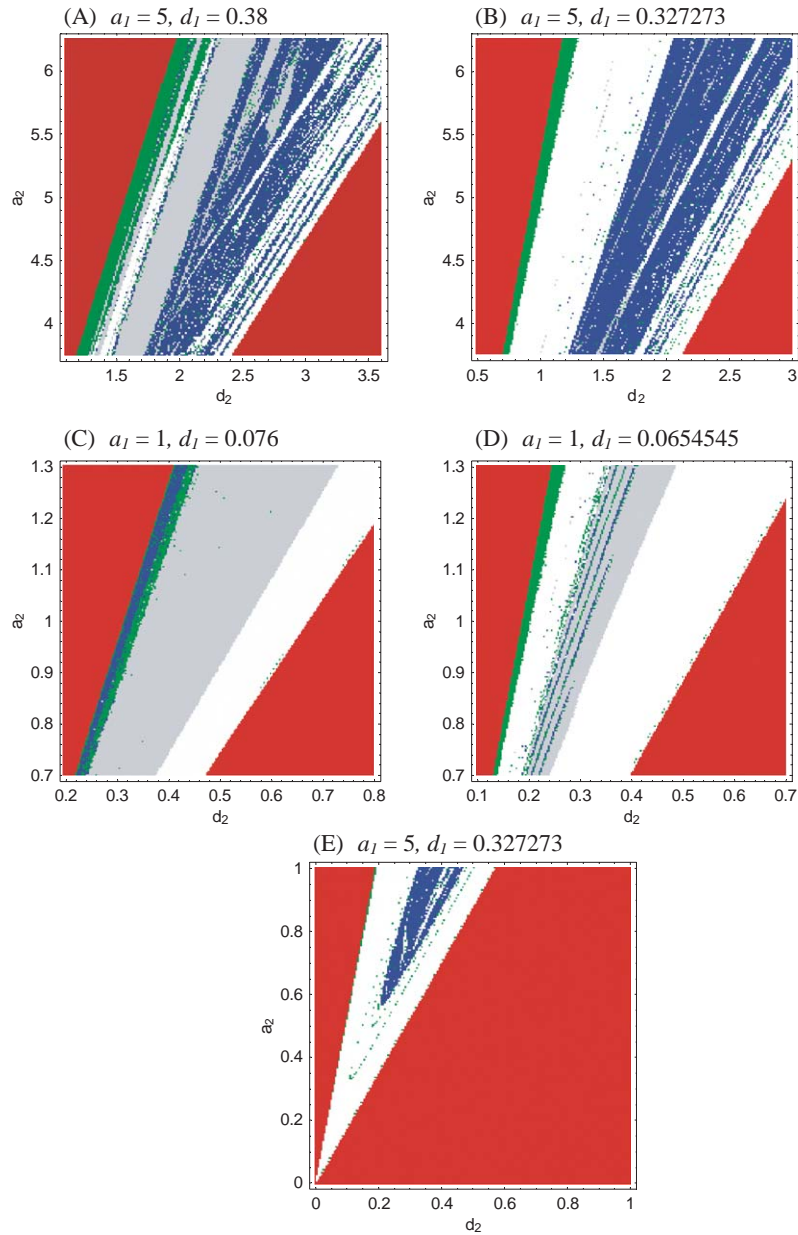 (A) a1 = 5, d1 = 0.38
(B) a1 = 5, d1 = 0.327273
6
5.5
5
4.5
4
a2
1.5 2 2.5 3 3.5
d2
6
5.5
5
4.5
4
a2
0.5 1 1.5 2 2.5 3
d2
(C) a1 = 1, d1 = 0.076
(D) a1 = 1, d1 = 0.0654545
1.3
1.2
1.1
1
0.9
0.8
0.7
a2
0.2 0.3 0.4 0.5 0.6 0.7 0.8
d2
1.3
1.2
1.1
1
0.9
0.8
0.7
a2
0.1 0.2 0.3 0.4 0.5 0.6 0.7
d2
(E) a1 = 5, d1 = 0.327273
1
0.8
0.6
0.4
0.2
0
a2
0 0.2 0.4 0.6 0.8 1
d2